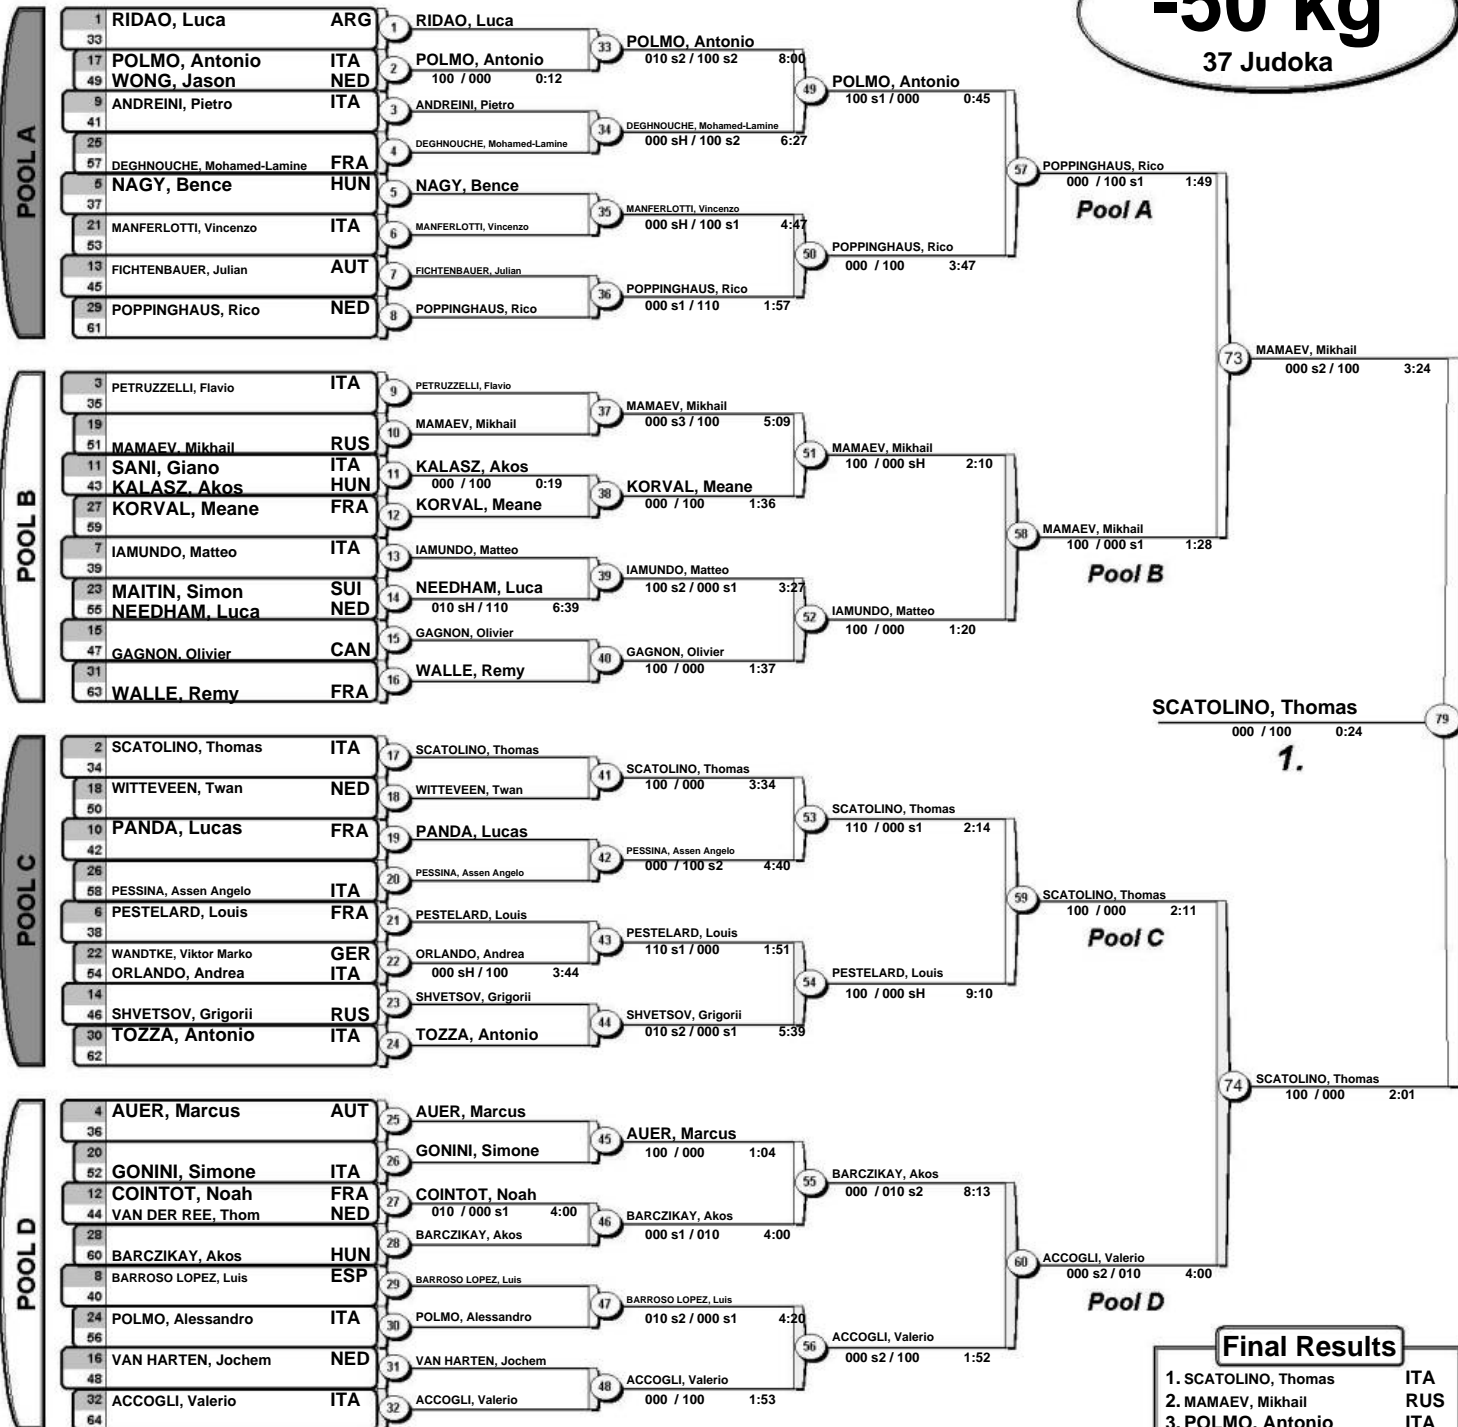 -50 kg
37 Judoka
POOL A
1 RIDAO, Luca ARG
33
17 POLMO, Antonio ITA
49 WONG, Jason NED
9 ANDREINI, Pietro ITA
41
25
57 DEGHNOUCHE, Mohamed-Lamine FRA
5 NAGY, Bence HUN
37
21 MANFERLOTTI, Vincenzo ITA
53
13 FICHTENBAUER, Julian AUT
45
29 POPPINGHAUS, Rico NED
61
1 RIDAO, Luca
2 POLMO, Antonio
100 / 000 0:12
3 ANDREINI, Pietro
4 DEGHNOUCHE, Mohamed-Lamine
5 NAGY, Bence
6 MANFERLOTTI, Vincenzo
7 FICHTENBAUER, Julian
8 POPPINGHAUS, Rico
33 POLMO, Antonio
010 s2 / 100 s2 8:00
34 DEGHNOUCHE, Mohamed-Lamine
000 sH / 100 s2 6:27
35 MANFERLOTTI, Vincenzo
000 sH / 100 s1 4:47
36 POPPINGHAUS, Rico
000 s1 / 110 1:57
49 POLMO, Antonio
100 s1 / 000 0:45
50 POPPINGHAUS, Rico
000 / 100 3:47
57 POPPINGHAUS, Rico
000 / 100 s1 1:49
Pool A
POOL B
3 PETRUZZELLI, Flavio ITA
35
19
51 MAMAEV, Mikhail RUS
11 SANI, Giano ITA
43 KALASZ, Akos HUN
27 KORVAL, Meane FRA
59
7 IAMUNDO, Matteo ITA
39
23 MAITIN, Simon SUI
55 NEEDHAM, Luca NED
15
47 GAGNON, Olivier CAN
31
63 WALLE, Remy FRA
9 PETRUZZELLI, Flavio
10 MAMAEV, Mikhail
11 KALASZ, Akos
000 / 100 0:19
12 KORVAL, Meane
13 IAMUNDO, Matteo
14 NEEDHAM, Luca
010 sH / 110 6:39
15 GAGNON, Olivier
16 WALLE, Remy
37 MAMAEV, Mikhail
000 s3 / 100 5:09
38 KORVAL, Meane
000 / 100 1:36
39 IAMUNDO, Matteo
100 s2 / 000 s1 3:27
40 GAGNON, Olivier
100 / 000 1:37
51 MAMAEV, Mikhail
100 / 000 sH 2:10
52 IAMUNDO, Matteo
100 / 000 1:20
58 MAMAEV, Mikhail
100 / 000 s1 1:28
Pool B
73 MAMAEV, Mikhail
000 s2 / 100 3:24
SCATOLINO, Thomas 79
000 / 100 0:24
1.
POOL C
2 SCATOLINO, Thomas ITA
34
18 WITTEVEEN, Twan NED
50
10 PANDA, Lucas FRA
42
26
58 PESSINA, Assen Angelo ITA
6 PESTELARD, Louis FRA
38
22 WANDTKE, Viktor Marko GER
54 ORLANDO, Andrea ITA
14
46 SHVETSOV, Grigorii RUS
30 TOZZA, Antonio ITA
62
17 SCATOLINO, Thomas
18 WITTEVEEN, Twan
19 PANDA, Lucas
20 PESSINA, Assen Angelo
21 PESTELARD, Louis
22 ORLANDO, Andrea
000 sH / 100 3:44
23 SHVETSOV, Grigorii
24 TOZZA, Antonio
41 SCATOLINO, Thomas
100 / 000 3:34
42 PESSINA, Assen Angelo
000 / 100 s2 4:40
43 PESTELARD, Louis
110 s1 / 000 1:51
44 SHVETSOV, Grigorii
010 s2 / 000 s1 5:39
53 SCATOLINO, Thomas
110 / 000 s1 2:14
54 PESTELARD, Louis
100 / 000 sH 9:10
59 SCATOLINO, Thomas
100 / 000 2:11
Pool C
74 SCATOLINO, Thomas
100 / 000 2:01
POOL D
4 AUER, Marcus AUT
36
20
52 GONINI, Simone ITA
12 COINTOT, Noah FRA
44 VAN DER REE, Thom NED
28
60 BARCZIKAY, Akos HUN
8 BARROSO LOPEZ, Luis ESP
40
24 POLMO, Alessandro ITA
56
16 VAN HARTEN, Jochem NED
48
32 ACCOGLI, Valerio ITA
64
25 AUER, Marcus
26 GONINI, Simone
27 COINTOT, Noah
010 / 000 s1 4:00
28 BARCZIKAY, Akos
29 BARROSO LOPEZ, Luis
30 POLMO, Alessandro
31 VAN HARTEN, Jochem
32 ACCOGLI, Valerio
45 AUER, Marcus
100 / 000 1:04
46 BARCZIKAY, Akos
000 s1 / 010 4:00
47 BARROSO LOPEZ, Luis
010 s2 / 000 s1 4:20
48 ACCOGLI, Valerio
000 / 100 1:53
55 BARCZIKAY, Akos
000 / 010 s2 8:13
56 ACCOGLI, Valerio
000 s2 / 100 1:52
60 ACCOGLI, Valerio
000 s2 / 010 4:00
Pool D
Final Results
1. SCATOLINO, Thomas ITA
2. MAMAEV, Mikhail RUS
3. POLMO, Antonio ITA